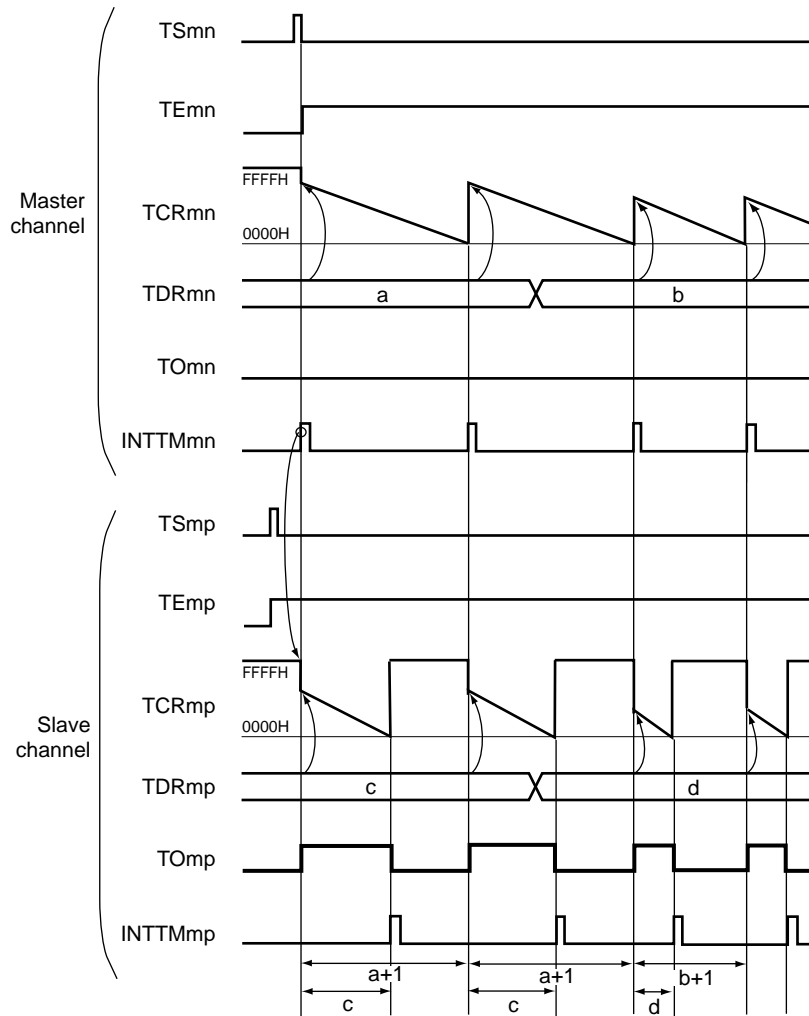 TSmn
TEmn
FFFFH
Master
channel
TCRmn
0000H
TDRmn
a
b
TOmn
INTTMmn
TSmp
TEmp
FFFFH
TCRmp
0000H
Slave
channel
TDRmp
c
d
TOmp
INTTMmp
a+1
a+1
b+1
c
c
d